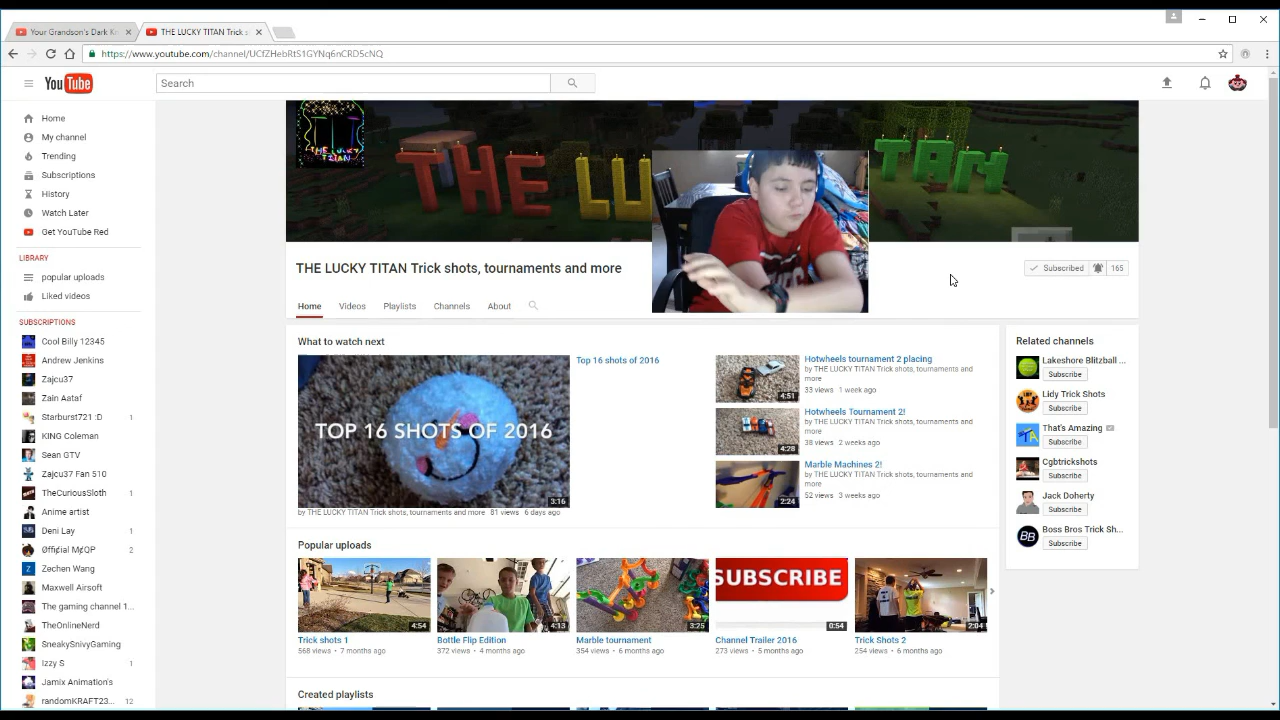 Your Grandson's Dark K
THE LUCKY TITAN Trick s
https://www.youtube.com/channel/UCfZHebRtS1GYNq6nCRD5cNQ
YouTube
Search
Home
My channel
Trending
Subscriptions
History
Watch Later
Get YouTube Red
LIBRARY
popular uploads
Liked videos
SUBSCRIPTIONS
Cool Billy 12345
Andrew Jenkins
Zajcu37
Zain Aataf
Starburst721 :D 1
KING Coleman
Sean GTV
Zajcu37 Fan 510
TheCuriousSloth 1
Anime artist
Deni Lay 1
Øffi¢ial M¢OP 2
Zøchen Wang
Maxwell Airsoft
The gaming channel 1...
TheOnlineNerd
SneakySnivyGaming
Izzy S 1
Jamix Animation's
randomKRAFT23... 12
THE LUCKY
TITAN
THE LU
TAN
THE LUCKY TITAN Trick shots, tournaments and more
Subscribed 165
Home Videos Playlists Channels About
What to watch next
TOP 16 SHOTS OF 2016
3:16
by THE LUCKY TITAN Trick shots, tournaments and more 81 views 6 days ago
Top 16 shots of 2016
4:51
Hotwheels tournament 2 placing
by THE LUCKY TITAN Trick shots, tournaments and
more
33 views 1 week ago
4:28
Hotwheels Tournament 2!
by THE LUCKY TITAN Trick shots, tournaments and
more
38 views 2 weeks ago
2:24
Marble Machines 2!
by THE LUCKY TITAN Trick shots, tournaments and
more
52 views 3 weeks ago
Popular uploads
4:54
Trick shots 1
568 views • 7 months ago
4:13
Bottle Flip Edition
372 views • 4 months ago
3:25
Marble tournament
354 views • 6 months ago
SUBSCRIBE
0:54
Channel Trailer 2016
273 views • 5 months ago
2:04
Trick Shots 2
254 views • 6 months ago
Created playlists
Related channels
Lakeshore Blitzball ...
Subscribe
Lidy Trick Shots
Subscribe
TA
That's Amazing
Subscribe
Cgbtrickshots
Subscribe
Jack Doherty
Subscribe
BB
Boss Bros Trick Sh...
Subscribe